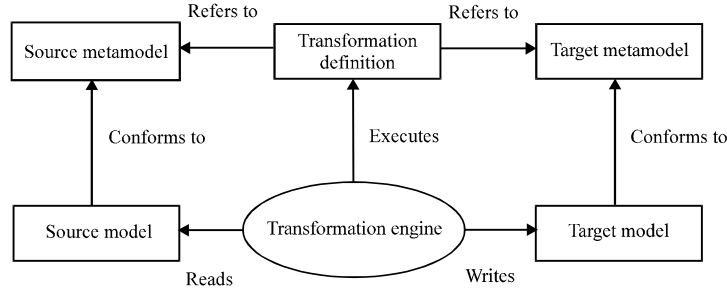 Refers to
Refers to
Source metamodel
Transformation
definition
Target metamodel
Conforms to
Executes
Conforms to
Source model
Transformation engine
Target model
Reads
Writes